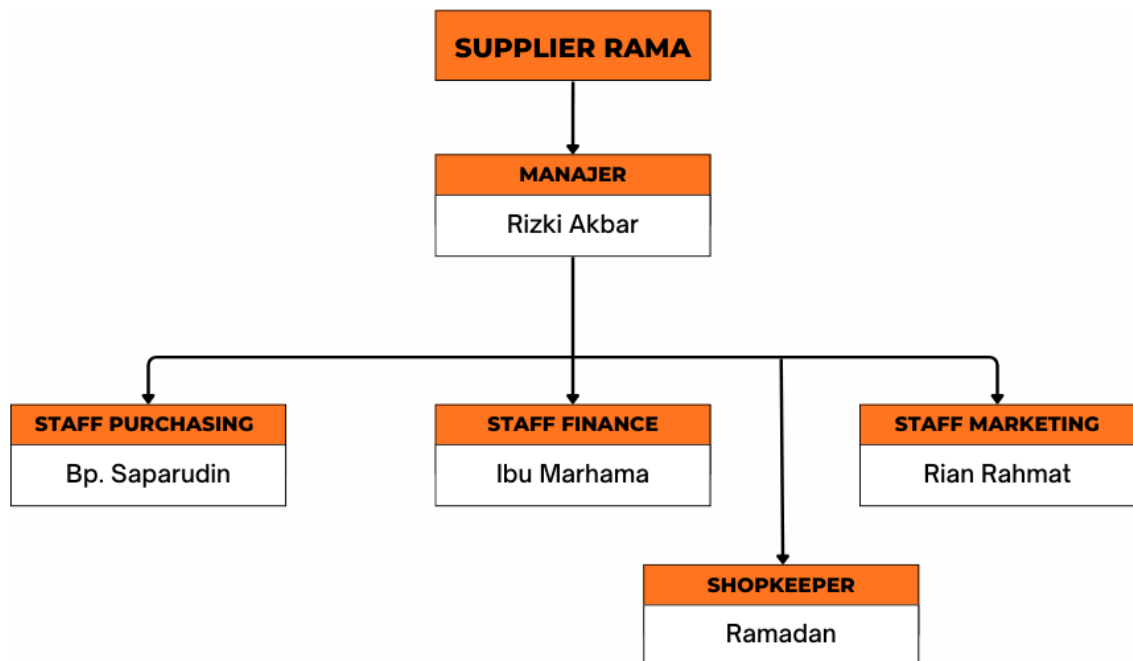 SUPPLIER RAMA
MANAJER
Rizki Akbar
STAFF PURCHASING
Bp. Saparudin
STAFF FINANCE
Ibu Marhama
STAFF MARKETING
Rian Rahmat
SHOPKEEPER
Ramadan